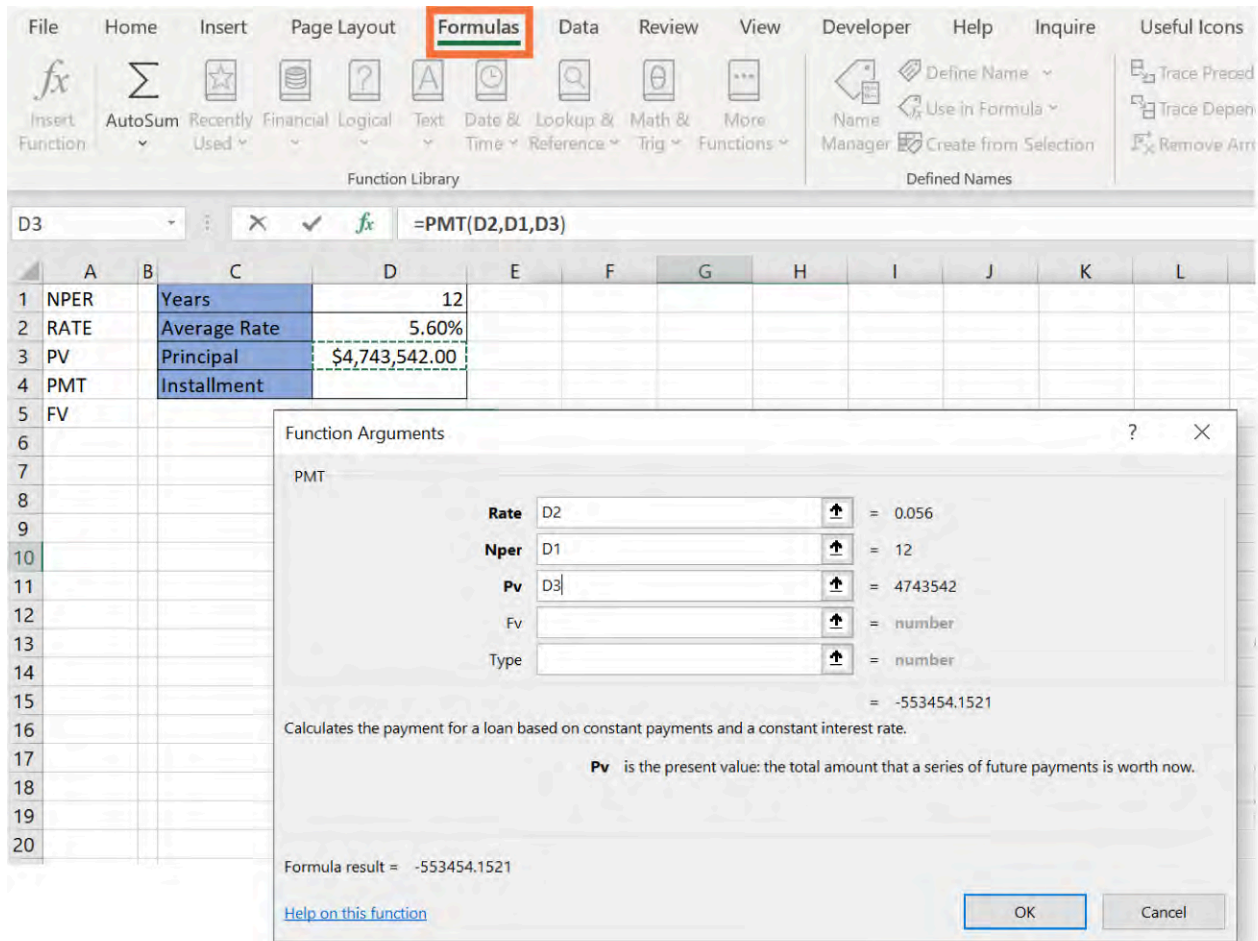 File Home Insert Page Layout Formulas Data Review View Developer Help Inquire Useful Icons
fx Insert Function
Σ AutoSum
Recently Used
Financial
Logical
Text
Date & Time
Lookup & Reference
Math & Trig
More Functions
Function Library
Name Manager
Define Name
Use in Formula
Create from Selection
Defined Names
Trace Preced
Trace Depen
Remove Arr
D3 fx =PMT(D2,D1,D3)
A B C D E F G H I J K L
1 NPER Years 12
2 RATE Average Rate 5.60%
3 PV Principal $4,743,542.00
4 PMT Installment
5 FV
6
7
8
9
10
11
12
13
14
15
16
17
18
19
20
Function Arguments ?
PMT
Rate D2 = 0.056
Nper D1 = 12
Pv D3 = 4743542
Fv = number
Type = number
= -553454.1521
Calculates the payment for a loan based on constant payments and a constant interest rate.
Pv is the present value: the total amount that a series of future payments is worth now.
Formula result = -553454.1521
Help on this function OK Cancel